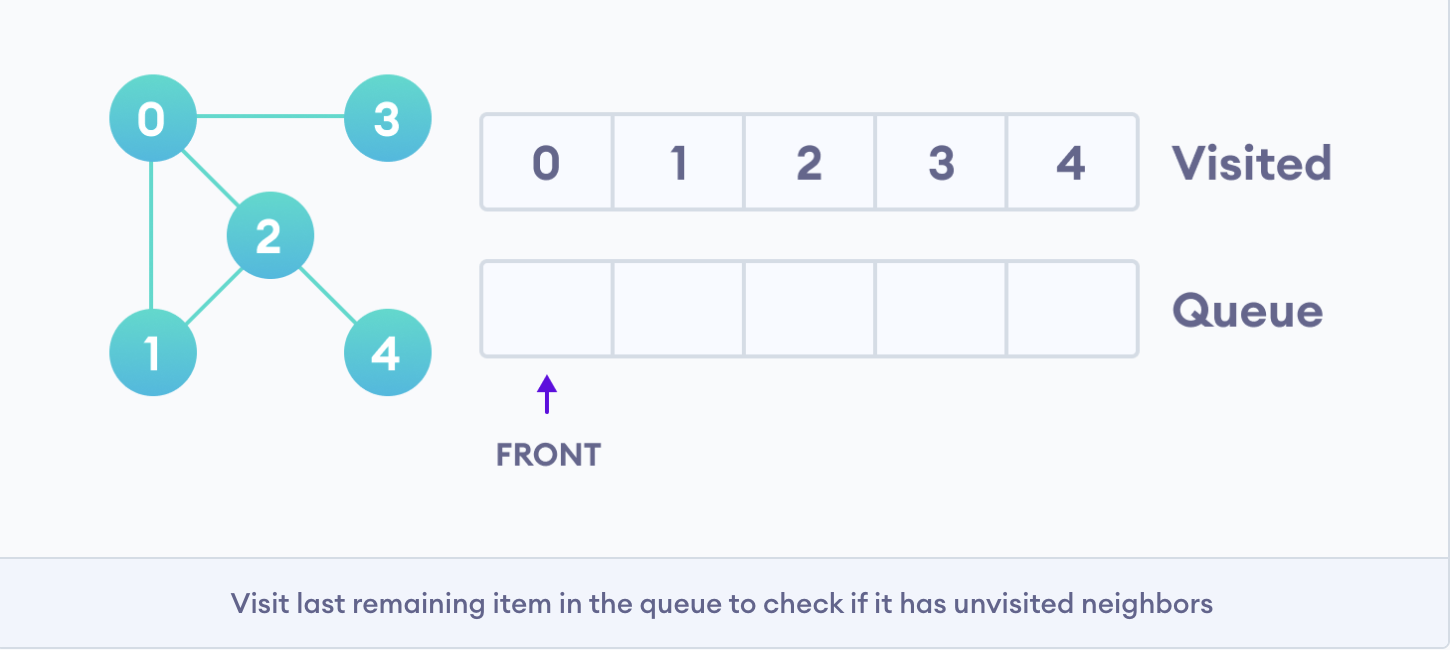 0 3
2
1 4
0 1 2 3 4 Visited
Queue
FRONT
Visit last remaining item in the queue to check if it has unvisited neighbors